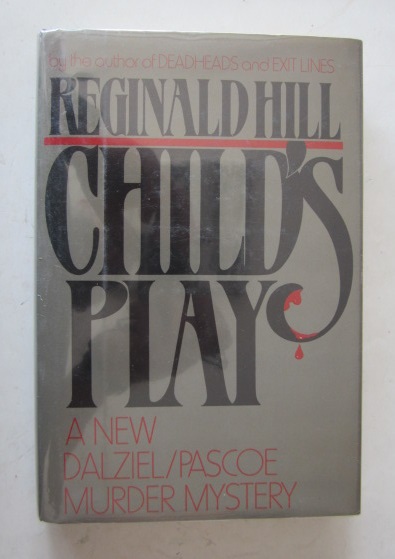 by the author of DEADHEADS and EXIT LINES
REGINALD HILL
CHILD'S
PLAY
A NEW
DALZIEL/PASCOE
MURDER MYSTERY